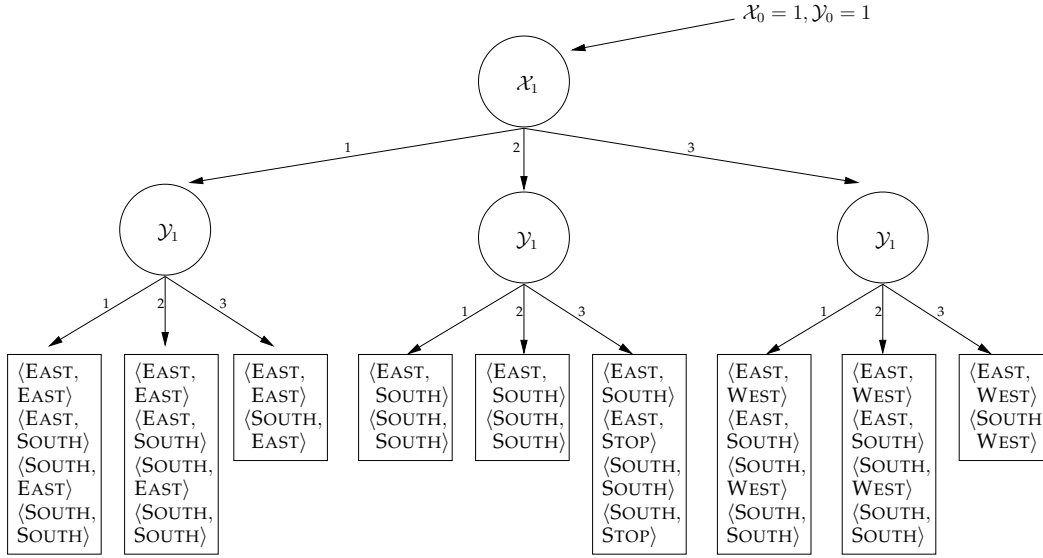 𝒳₀ = 1, 𝒴₀ = 1
𝒳₁
1
2
3
𝒴₁
𝒴₁
𝒴₁
1
2
3
1
2
3
1
2
3
⟨EAST,
EAST⟩
⟨EAST,
SOUTH⟩
⟨SOUTH,
EAST⟩
⟨SOUTH,
SOUTH⟩
⟨EAST,
EAST⟩
⟨EAST,
SOUTH⟩
⟨SOUTH,
EAST⟩
⟨SOUTH,
SOUTH⟩
⟨EAST,
EAST⟩
⟨SOUTH,
EAST⟩
⟨EAST,
SOUTH⟩
⟨SOUTH,
SOUTH⟩
⟨EAST,
SOUTH⟩
⟨SOUTH,
SOUTH⟩
⟨EAST,
SOUTH⟩
⟨EAST,
STOP⟩
⟨SOUTH,
SOUTH⟩
⟨SOUTH,
STOP⟩
⟨EAST,
WEST⟩
⟨EAST,
SOUTH⟩
⟨SOUTH,
WEST⟩
⟨SOUTH,
SOUTH⟩
⟨EAST,
WEST⟩
⟨EAST,
SOUTH⟩
⟨SOUTH,
WEST⟩
⟨SOUTH,
SOUTH⟩
⟨EAST,
WEST⟩
⟨SOUTH
WEST⟩